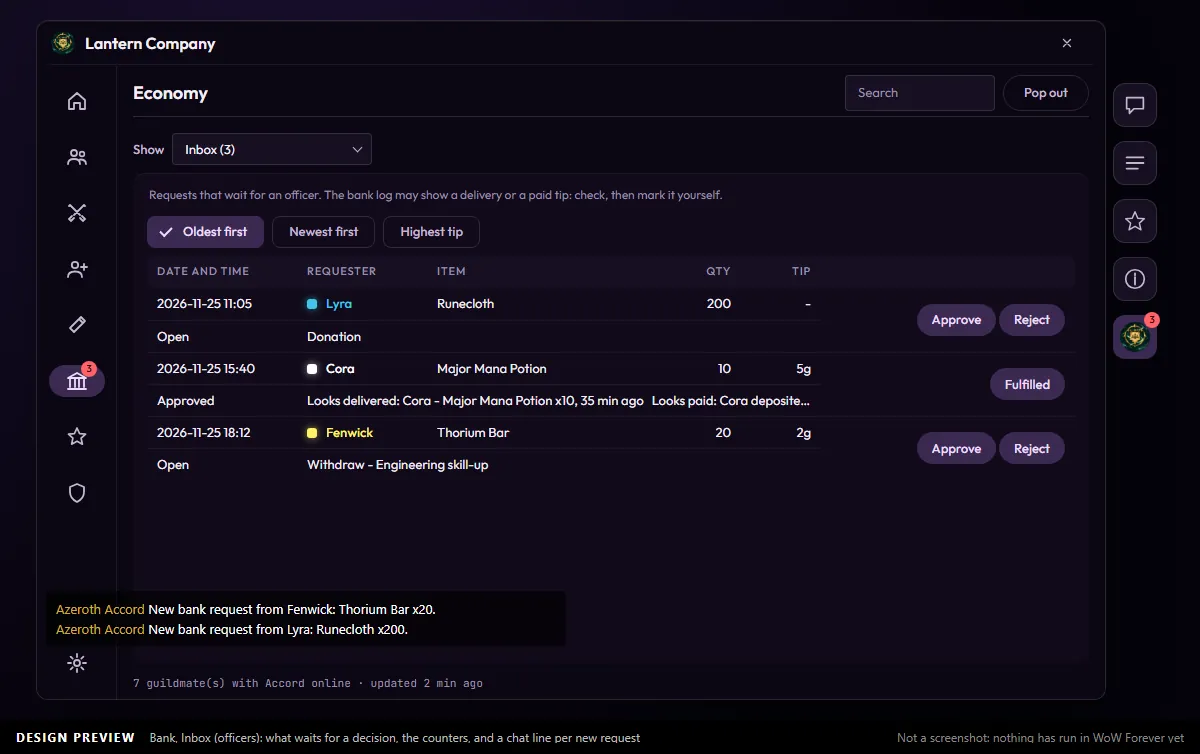 Lantern Company
Economy
Search
Pop out
Show
Inbox (3)
Requests that wait for an officer. The bank log may show a delivery or a paid tip: check, then mark it yourself.
Oldest first
Newest first
Highest tip
DATE AND TIME REQUESTER ITEM QTY TIP
2026-11-25 11:05 Lyra Runecloth 200 -
Approve Reject
Open Donation
2026-11-25 15:40 Cora Major Mana Potion 10 5g
Fulfilled
Approved Looks delivered: Cora - Major Mana Potion x10, 35 min ago Looks paid: Cora deposite...
2026-11-25 18:12 Fenwick Thorium Bar 20 2g
Approve Reject
Open Withdraw - Engineering skill-up
3
3
Azeroth Accord New bank request from Fenwick: Thorium Bar x20.
Azeroth Accord New bank request from Lyra: Runecloth x200.
7 guildmate(s) with Accord online · updated 2 min ago
DESIGN PREVIEW Bank, Inbox (officers): what waits for a decision, the counters, and a chat line per new request
Not a screenshot: nothing has run in WoW Forever yet